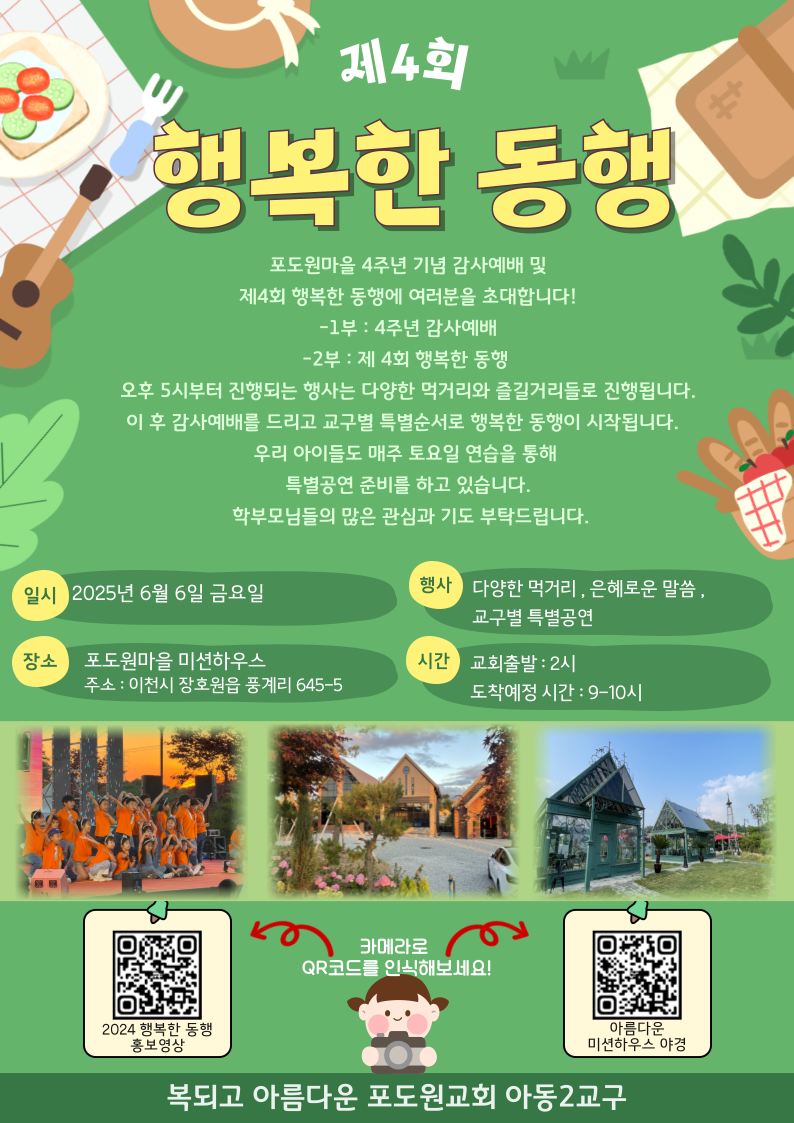 제4회
행복한 동행
포도원마을 4주년 기념 감사예배 및
제4회 행복한 동행에 여러분을 초대합니다!
-1부 : 4주년 감사예배
-2부 : 제 4회 행복한 동행
오후 5시부터 진행되는 행사는 다양한 먹거리와 즐길거리들로 진행됩니다.
이 후 감사예배를 드리고 교구별 특별순서로 행복한 동행이 시작됩니다.
우리 아이들도 매주 토요일 연습을 통해
특별공연 준비를 하고 있습니다.
학부모님들의 많은 관심과 기도 부탁드립니다.
일시 2025년 6월 6일 금요일
장소 포도원마을 미션하우스
주소 : 이천시 장호원읍 풍계리 645-5
행사 다양한 먹거리 , 은혜로운 말씀 ,
교구별 특별공연
시간 교회출발 : 2시
도착예정 시간 : 9-10시
카메라로
QR코드를 인식해보세요!
2024 행복한 동행
홍보영상
아름다운
미션하우스 야경
복되고 아름다운 포도원교회 아동2교구